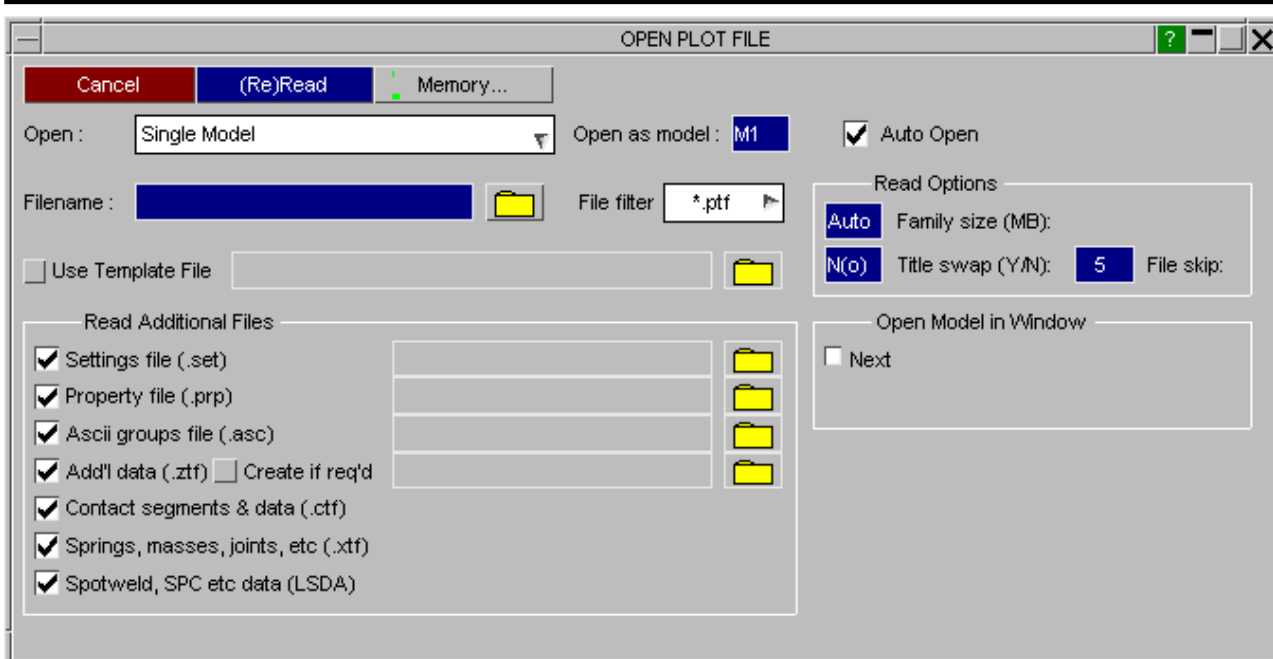 OPEN PLOT FILE ?
Cancel (Re)Read Memory...
Open : Single Model Open as model : M1 Auto Open
Filename : File filter *.ptf
Read Options
Auto Family size (MB):
N(o) Title swap (Y/N): 5 File skip:
Use Template File
Read Additional Files
Open Model in Window
Settings file (.set)
Next
Property file (.prp)
Ascii groups file (.asc)
Add'l data (.ztf) Create if req'd
Contact segments & data (.ctf)
Springs, masses, joints, etc (.xtf)
Spotweld, SPC etc data (LSDA)